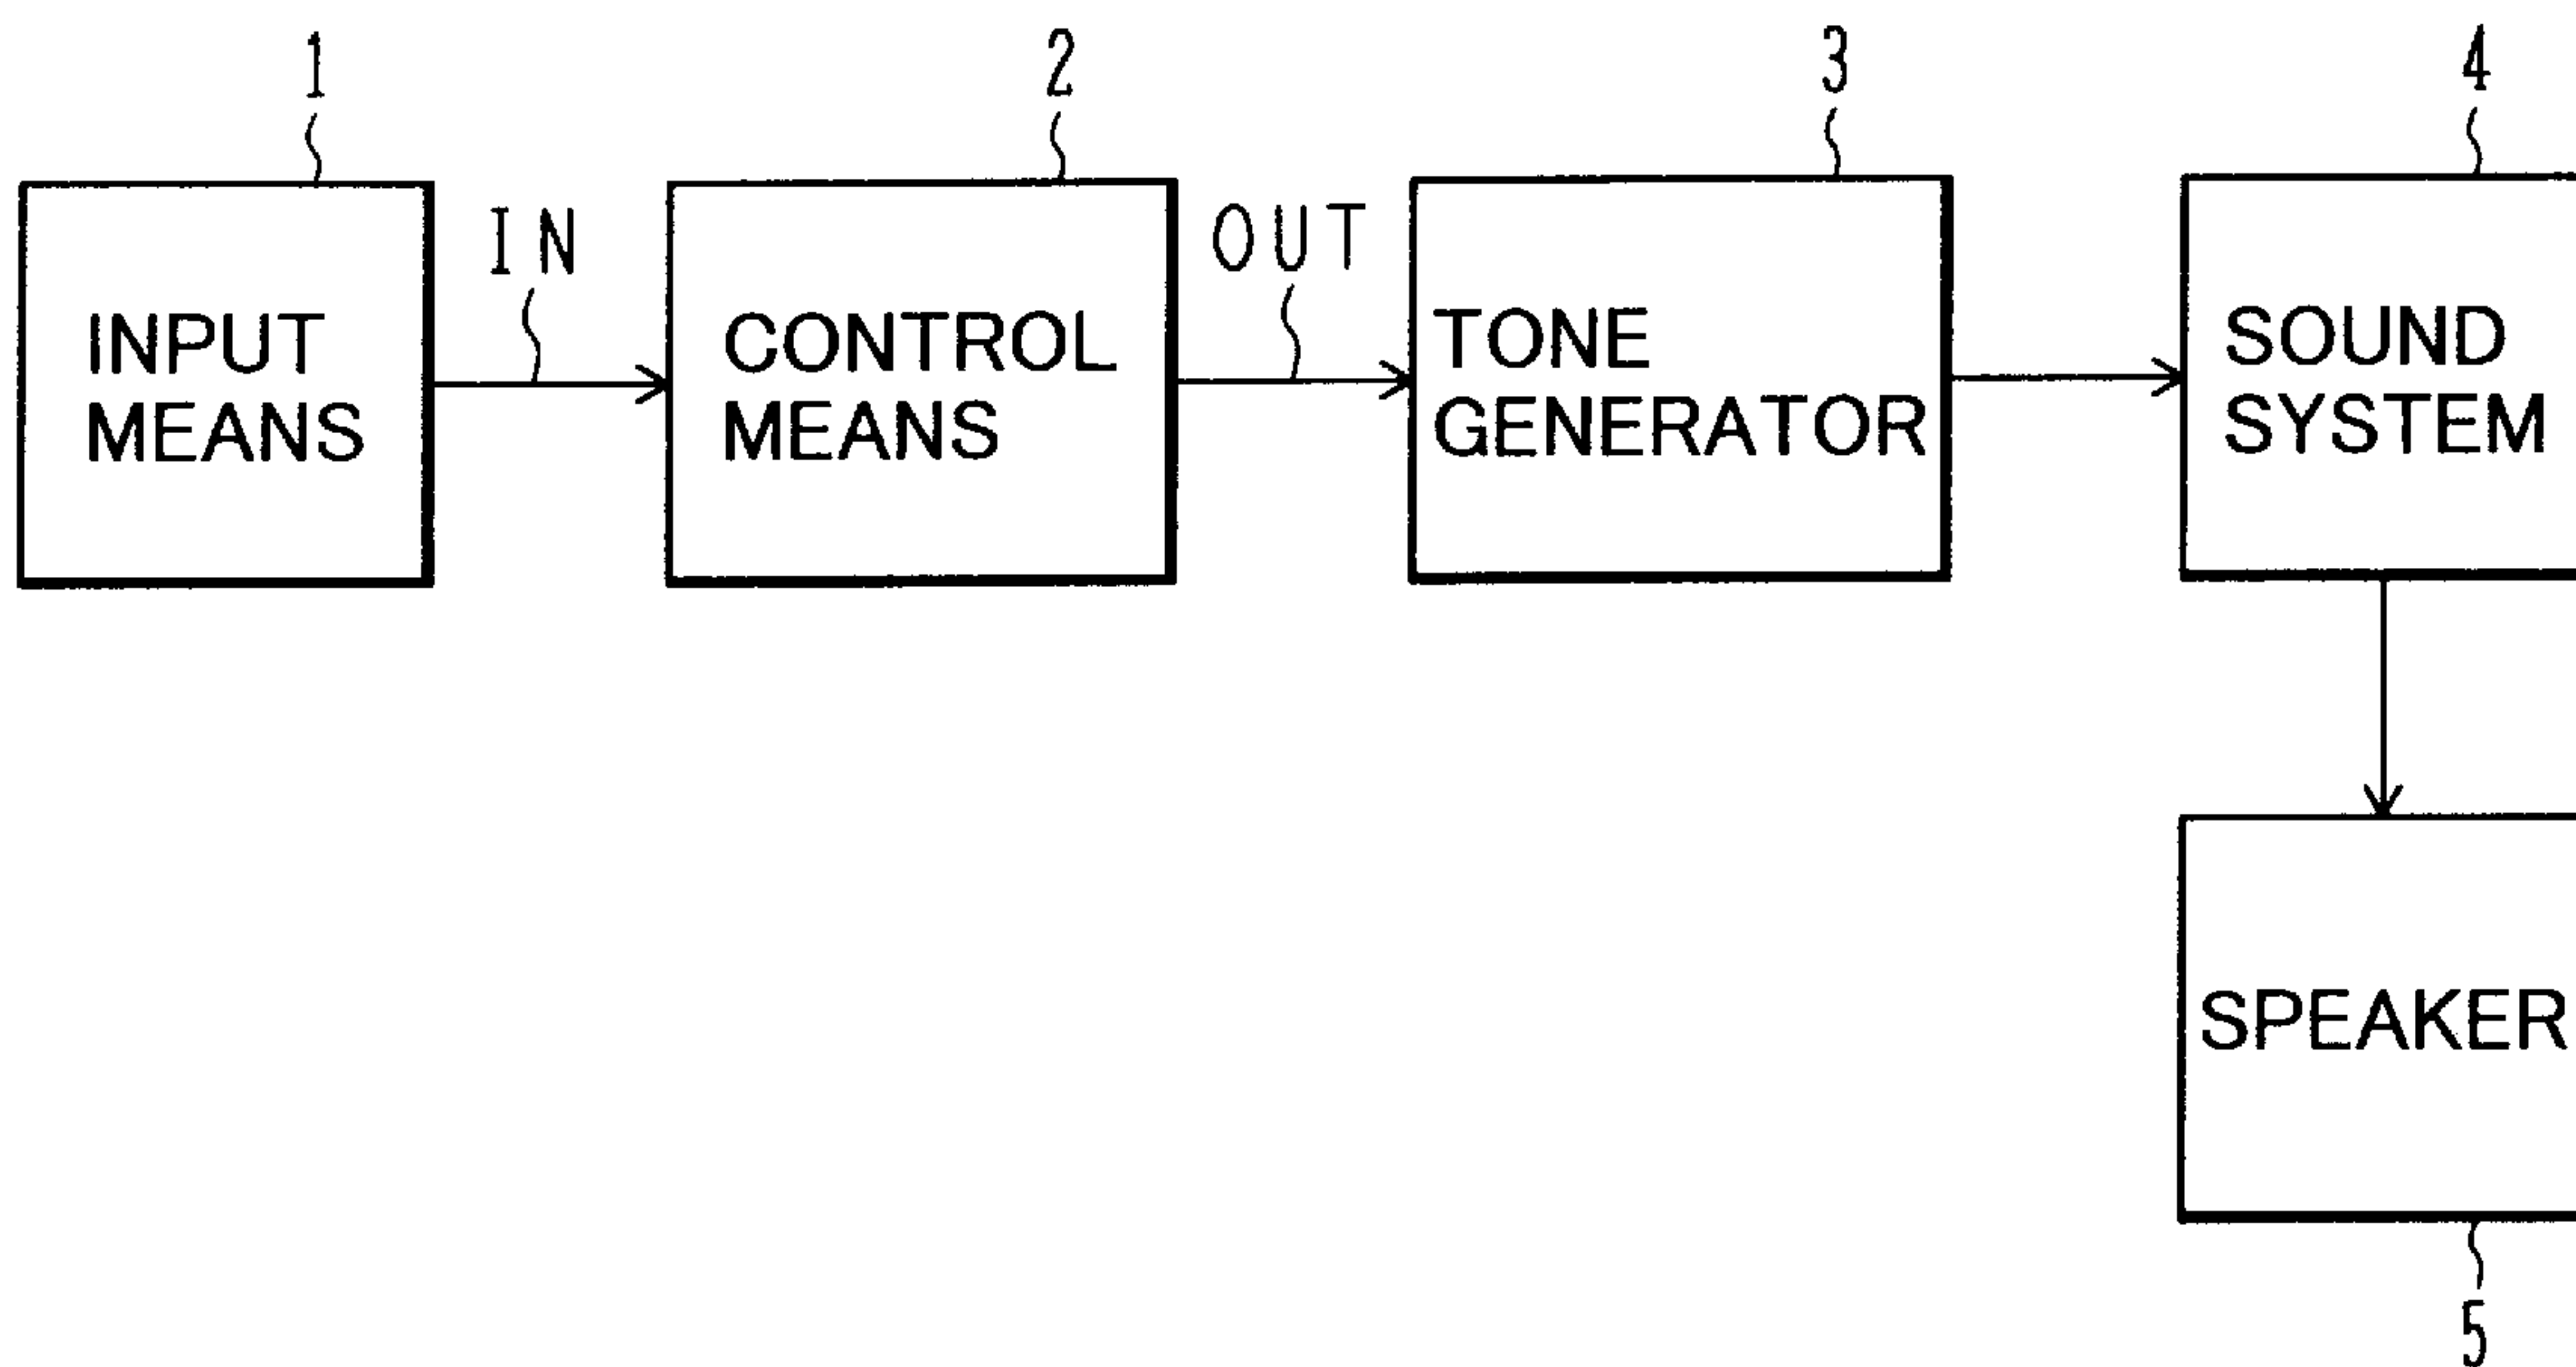 1
2
3
4
IN
OUT
INPUT
MEANS
CONTROL
MEANS
TONE
GENERATOR
SOUND
SYSTEM
SPEAKER
5